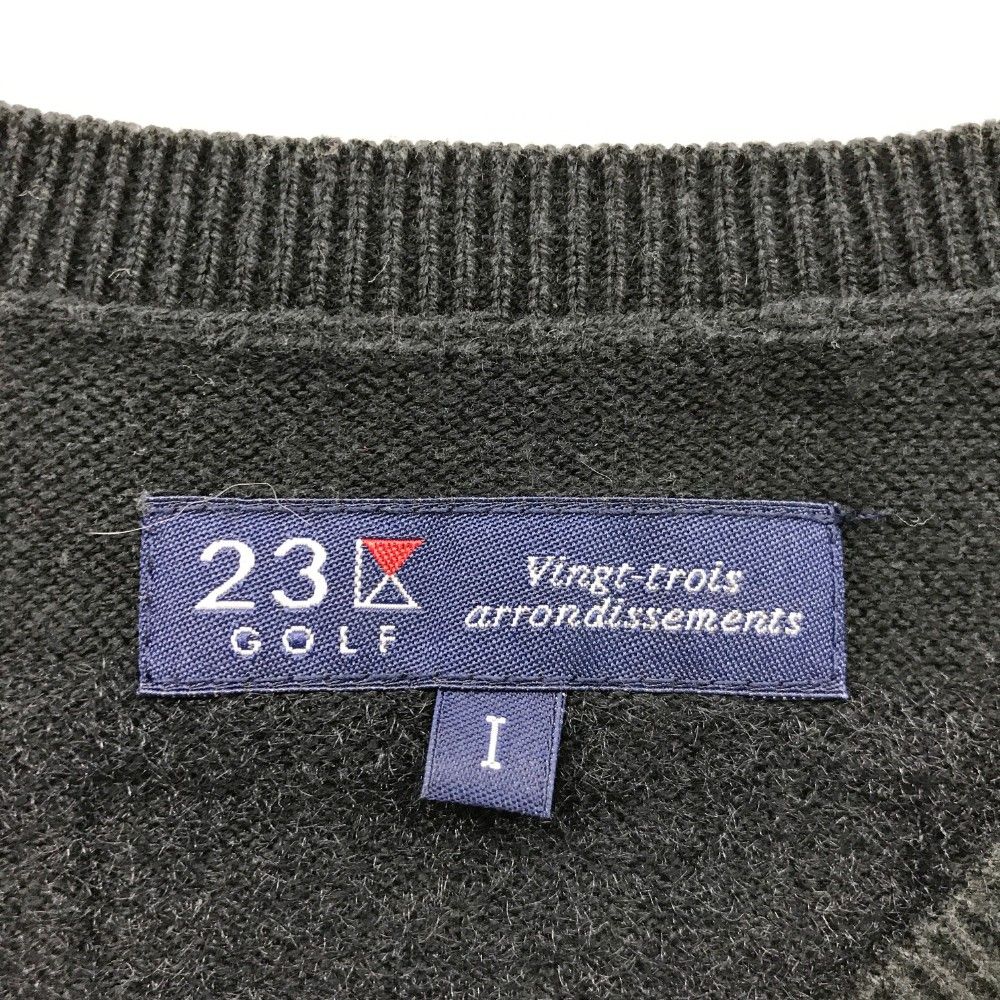 23
GOLF
Vingt-trois
arrondissements
I